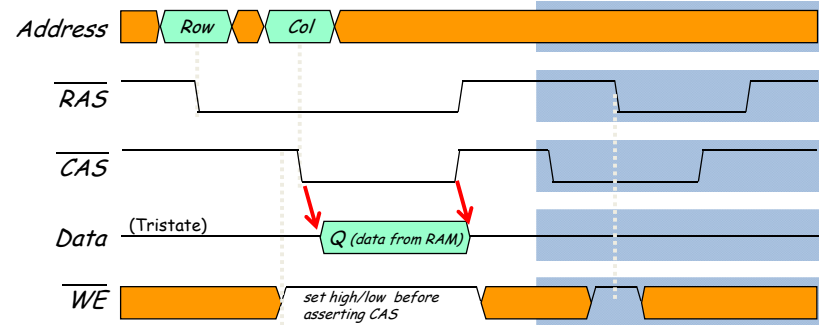 Address Row Col
RAS
CAS
(Tristate)
Data Q (data from RAM)
WE set high/low before
asserting CAS